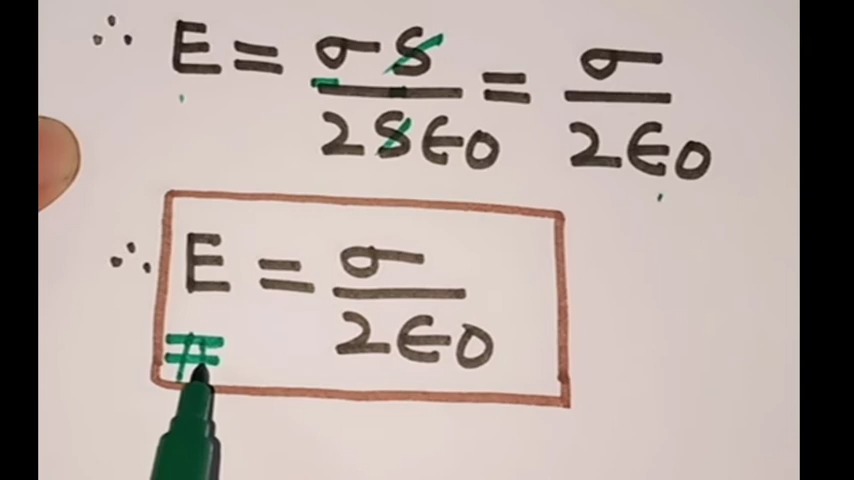 ∴ E = σS/2Sϵ0 = σ/2ϵ0
∴ E = σ/2ϵ0